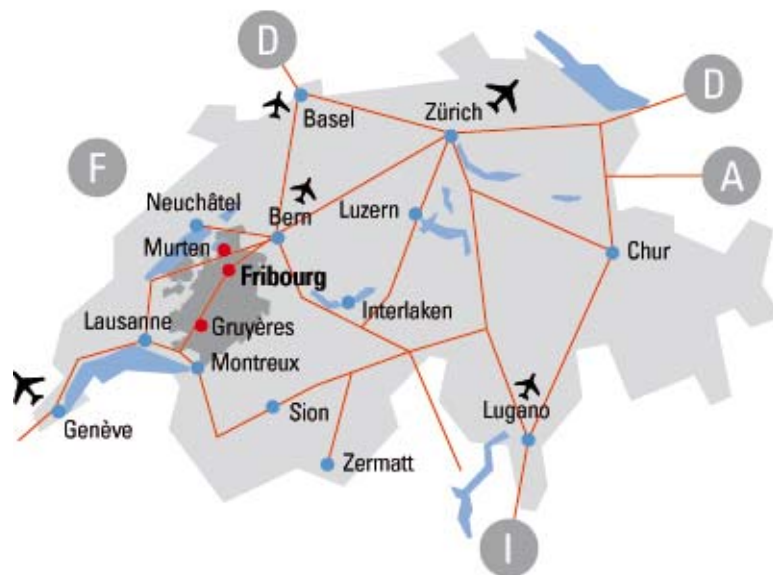 D
Basel
Zürich
D
F
A
Neuchâtel
Bern
Luzern
Murten
Chur
Fribourg
Interlaken
Lausanne
Gruyères
Montreux
Genève
Sion
Lugano
Zermatt
I